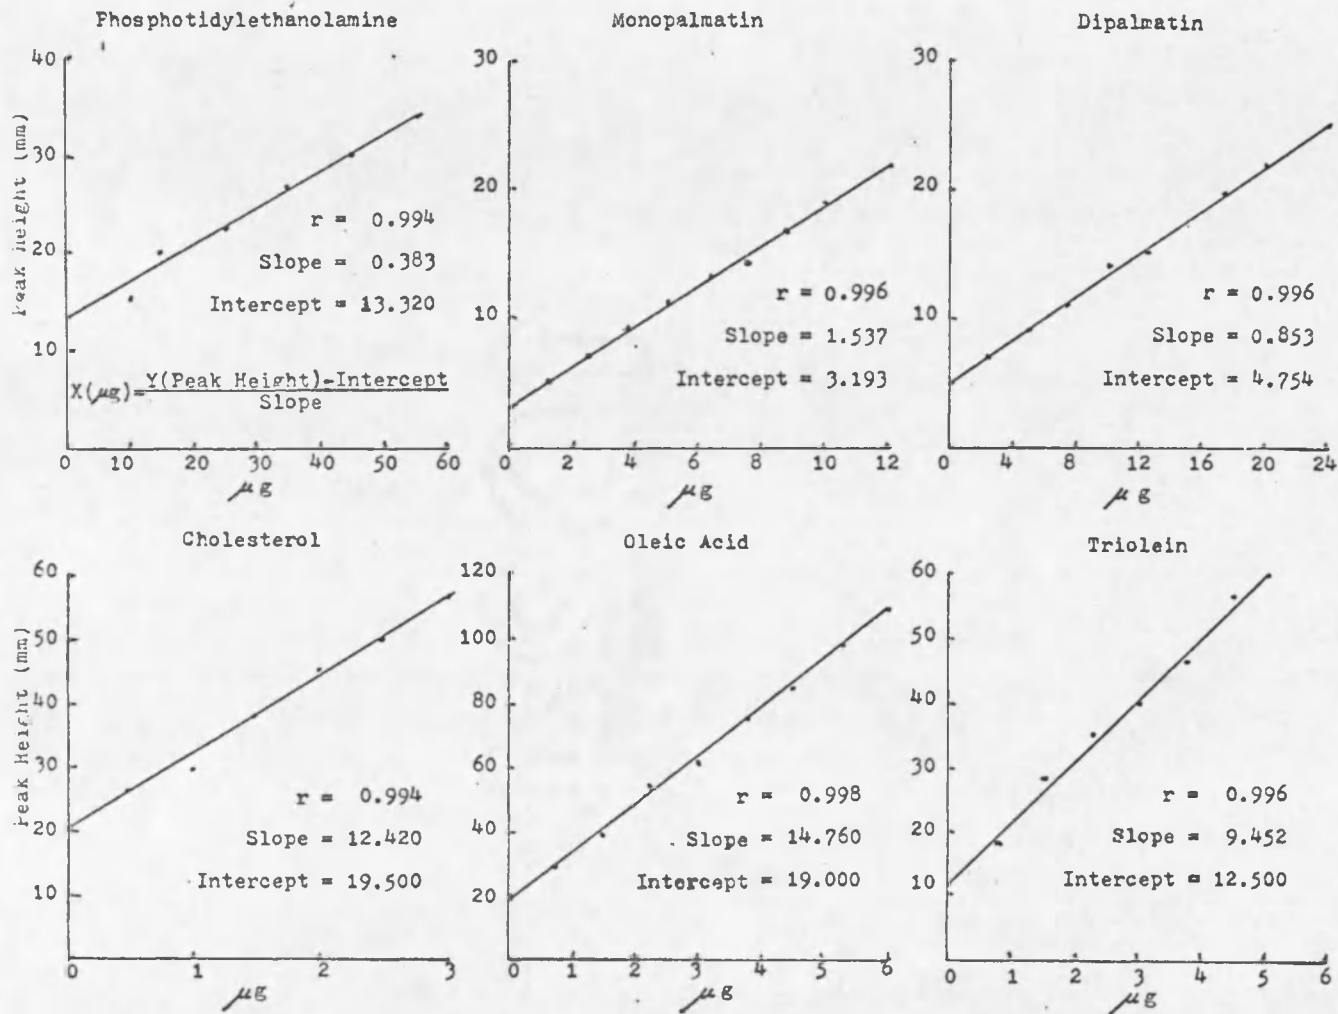 Phosphotidylethanolamine
Peak Height (mm)
40
30
20
10
r = 0.994
Slope = 0.383
Intercept = 13.320
X(μg)=Y(Peak Height)-Intercept
Slope
0 10 20 30 40 50 60
μg
Monopalmatin
30
20
10
r = 0.996
Slope = 1.537
Intercept = 3.193
0 2 4 6 8 10 12
μg
Dipalmatin
30
20
10
r = 0.996
Slope = 0.853
Intercept = 4.754
0 4 8 12 16 20 24
μg
Cholesterol
Peak Height (mm)
60
50
40
30
20
10
r = 0.994
Slope = 12.420
Intercept = 19.500
0 1 2 3
μg
Oleic Acid
120
100
80
60
40
20
r = 0.998
Slope = 14.760
Intercept = 19.000
0 1 2 3 4 5 6
μg
Triolein
60
50
40
30
20
10
r = 0.996
Slope = 9.452
Intercept = 12.500
0 1 2 3 4 5 6
μg